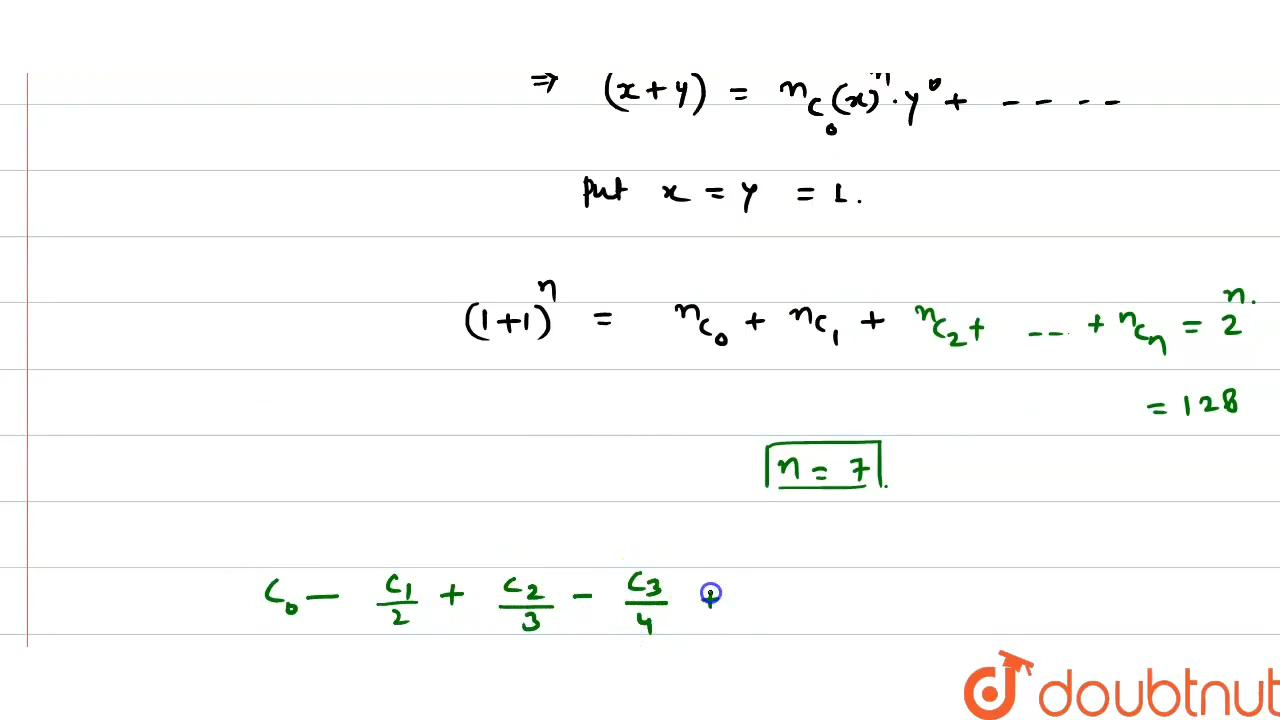 ⇒ (x + y) = nC0 (x)^n · y^0 + - - - -
Put x = y = 1.
(1+1)^n = nC0 + nC1 + nC2 + - - - + nCn = 2^n.
= 128
n = 7.
C0 - C1/2 + C2/3 - C3/4 +
doubtnut